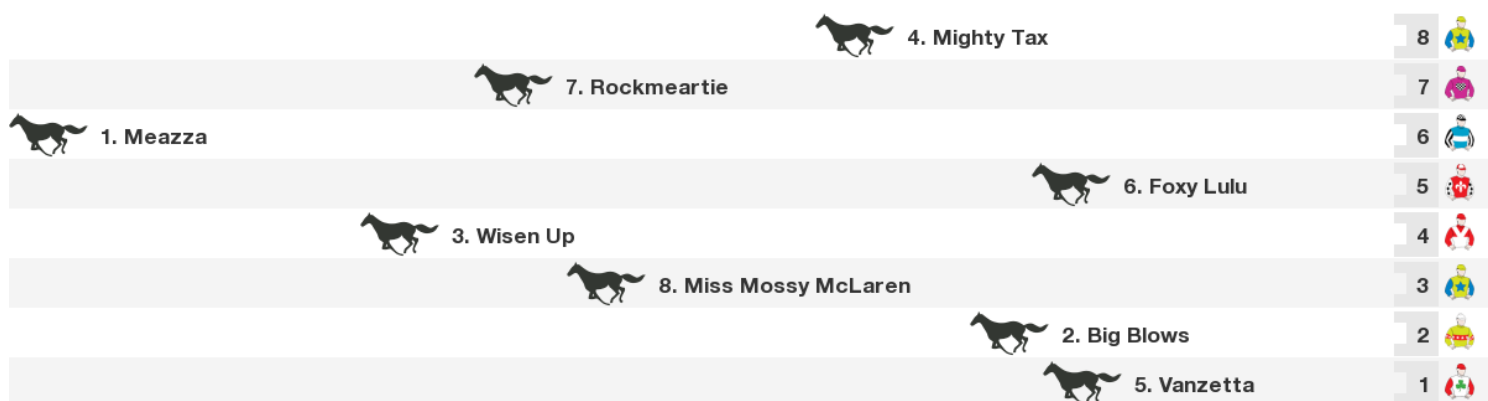 4. Mighty Tax 8
7. Rockmeartie 7
1. Meazza 6
6. Foxy Lulu 5
3. Wisen Up 4
8. Miss Mossy McLaren 3
2. Big Blows 2
5. Vanzetta 1